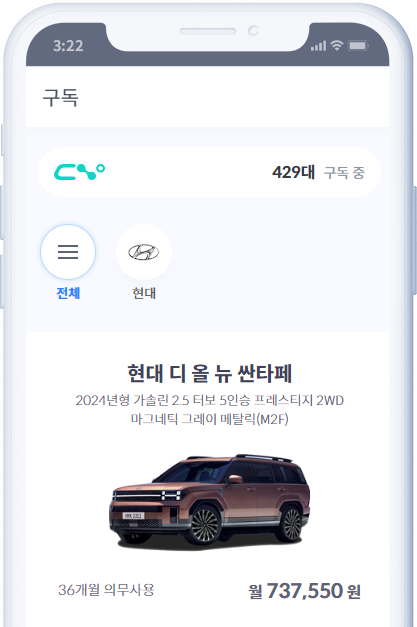 3:22
구독
429대 구독 중
전체
현대
현대 디 올 뉴 싼타페
2024년형 가솔린 2.5 터보 5인승 프레스티지 2WD
마그네틱 그레이 메탈릭(M2F)
36개월 의무사용
월 737,550 원